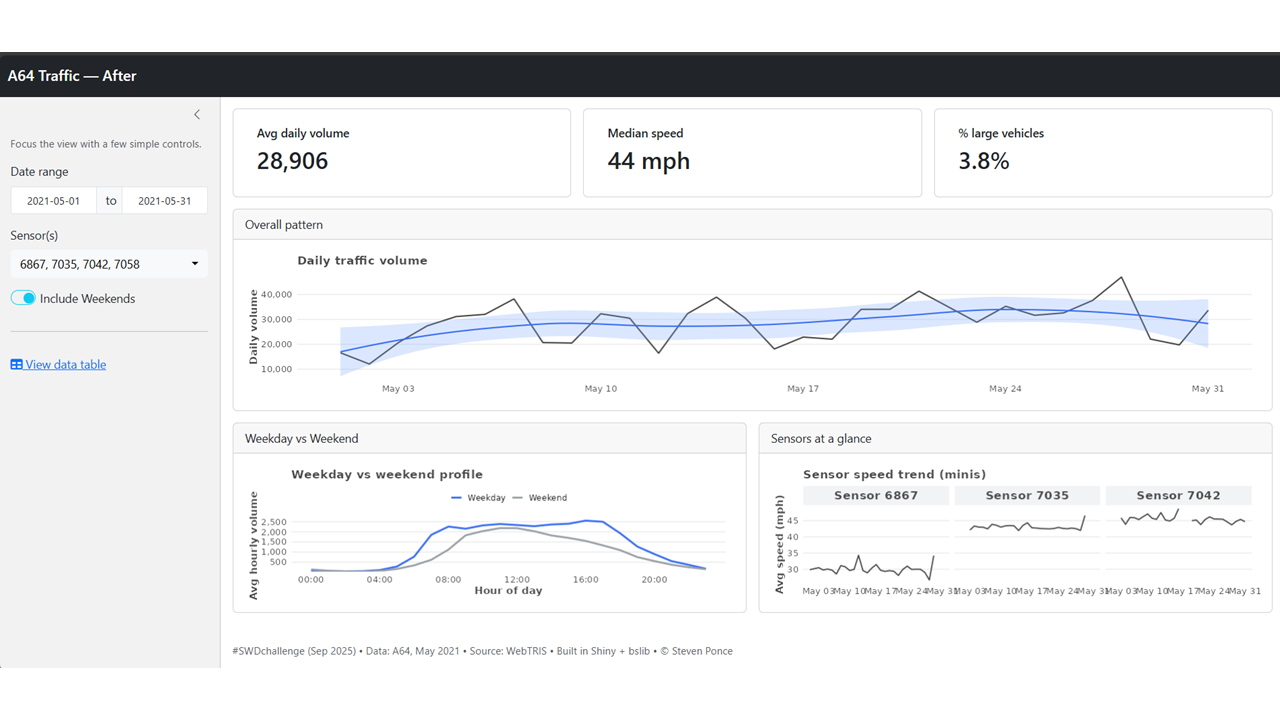 A64 Traffic — After
Focus the view with a few simple controls.
Date range
2021-05-01 to 2021-05-31
Sensor(s)
6867, 7035, 7042, 7058
Include Weekends
View data table
Avg daily volume
28,906
Median speed
44 mph
% large vehicles
3.8%
Overall pattern
Daily traffic volume
Daily volume
40,000
30,000
20,000
10,000
May 03 May 10 May 17 May 24 May 31
Weekday vs Weekend
Weekday vs weekend profile
Weekday Weekend
Avg hourly volume
2,500
2,000
1,500
1,000
500
00:00 04:00 08:00 12:00 16:00 20:00
Hour of day
Sensors at a glance
Sensor speed trend (minis)
Sensor 6867 Sensor 7035 Sensor 7042
Avg speed (mph)
45
40
35
30
May 03 May 10 May 17 May 24 May 31 May 03 May 10 May 17 May 24 May 31 May 03 May 10 May 17 May 24 May 31
#SWDchallenge (Sep 2025) • Data: A64, May 2021 • Source: WebTRIS • Built in Shiny + bslib • © Steven Ponce